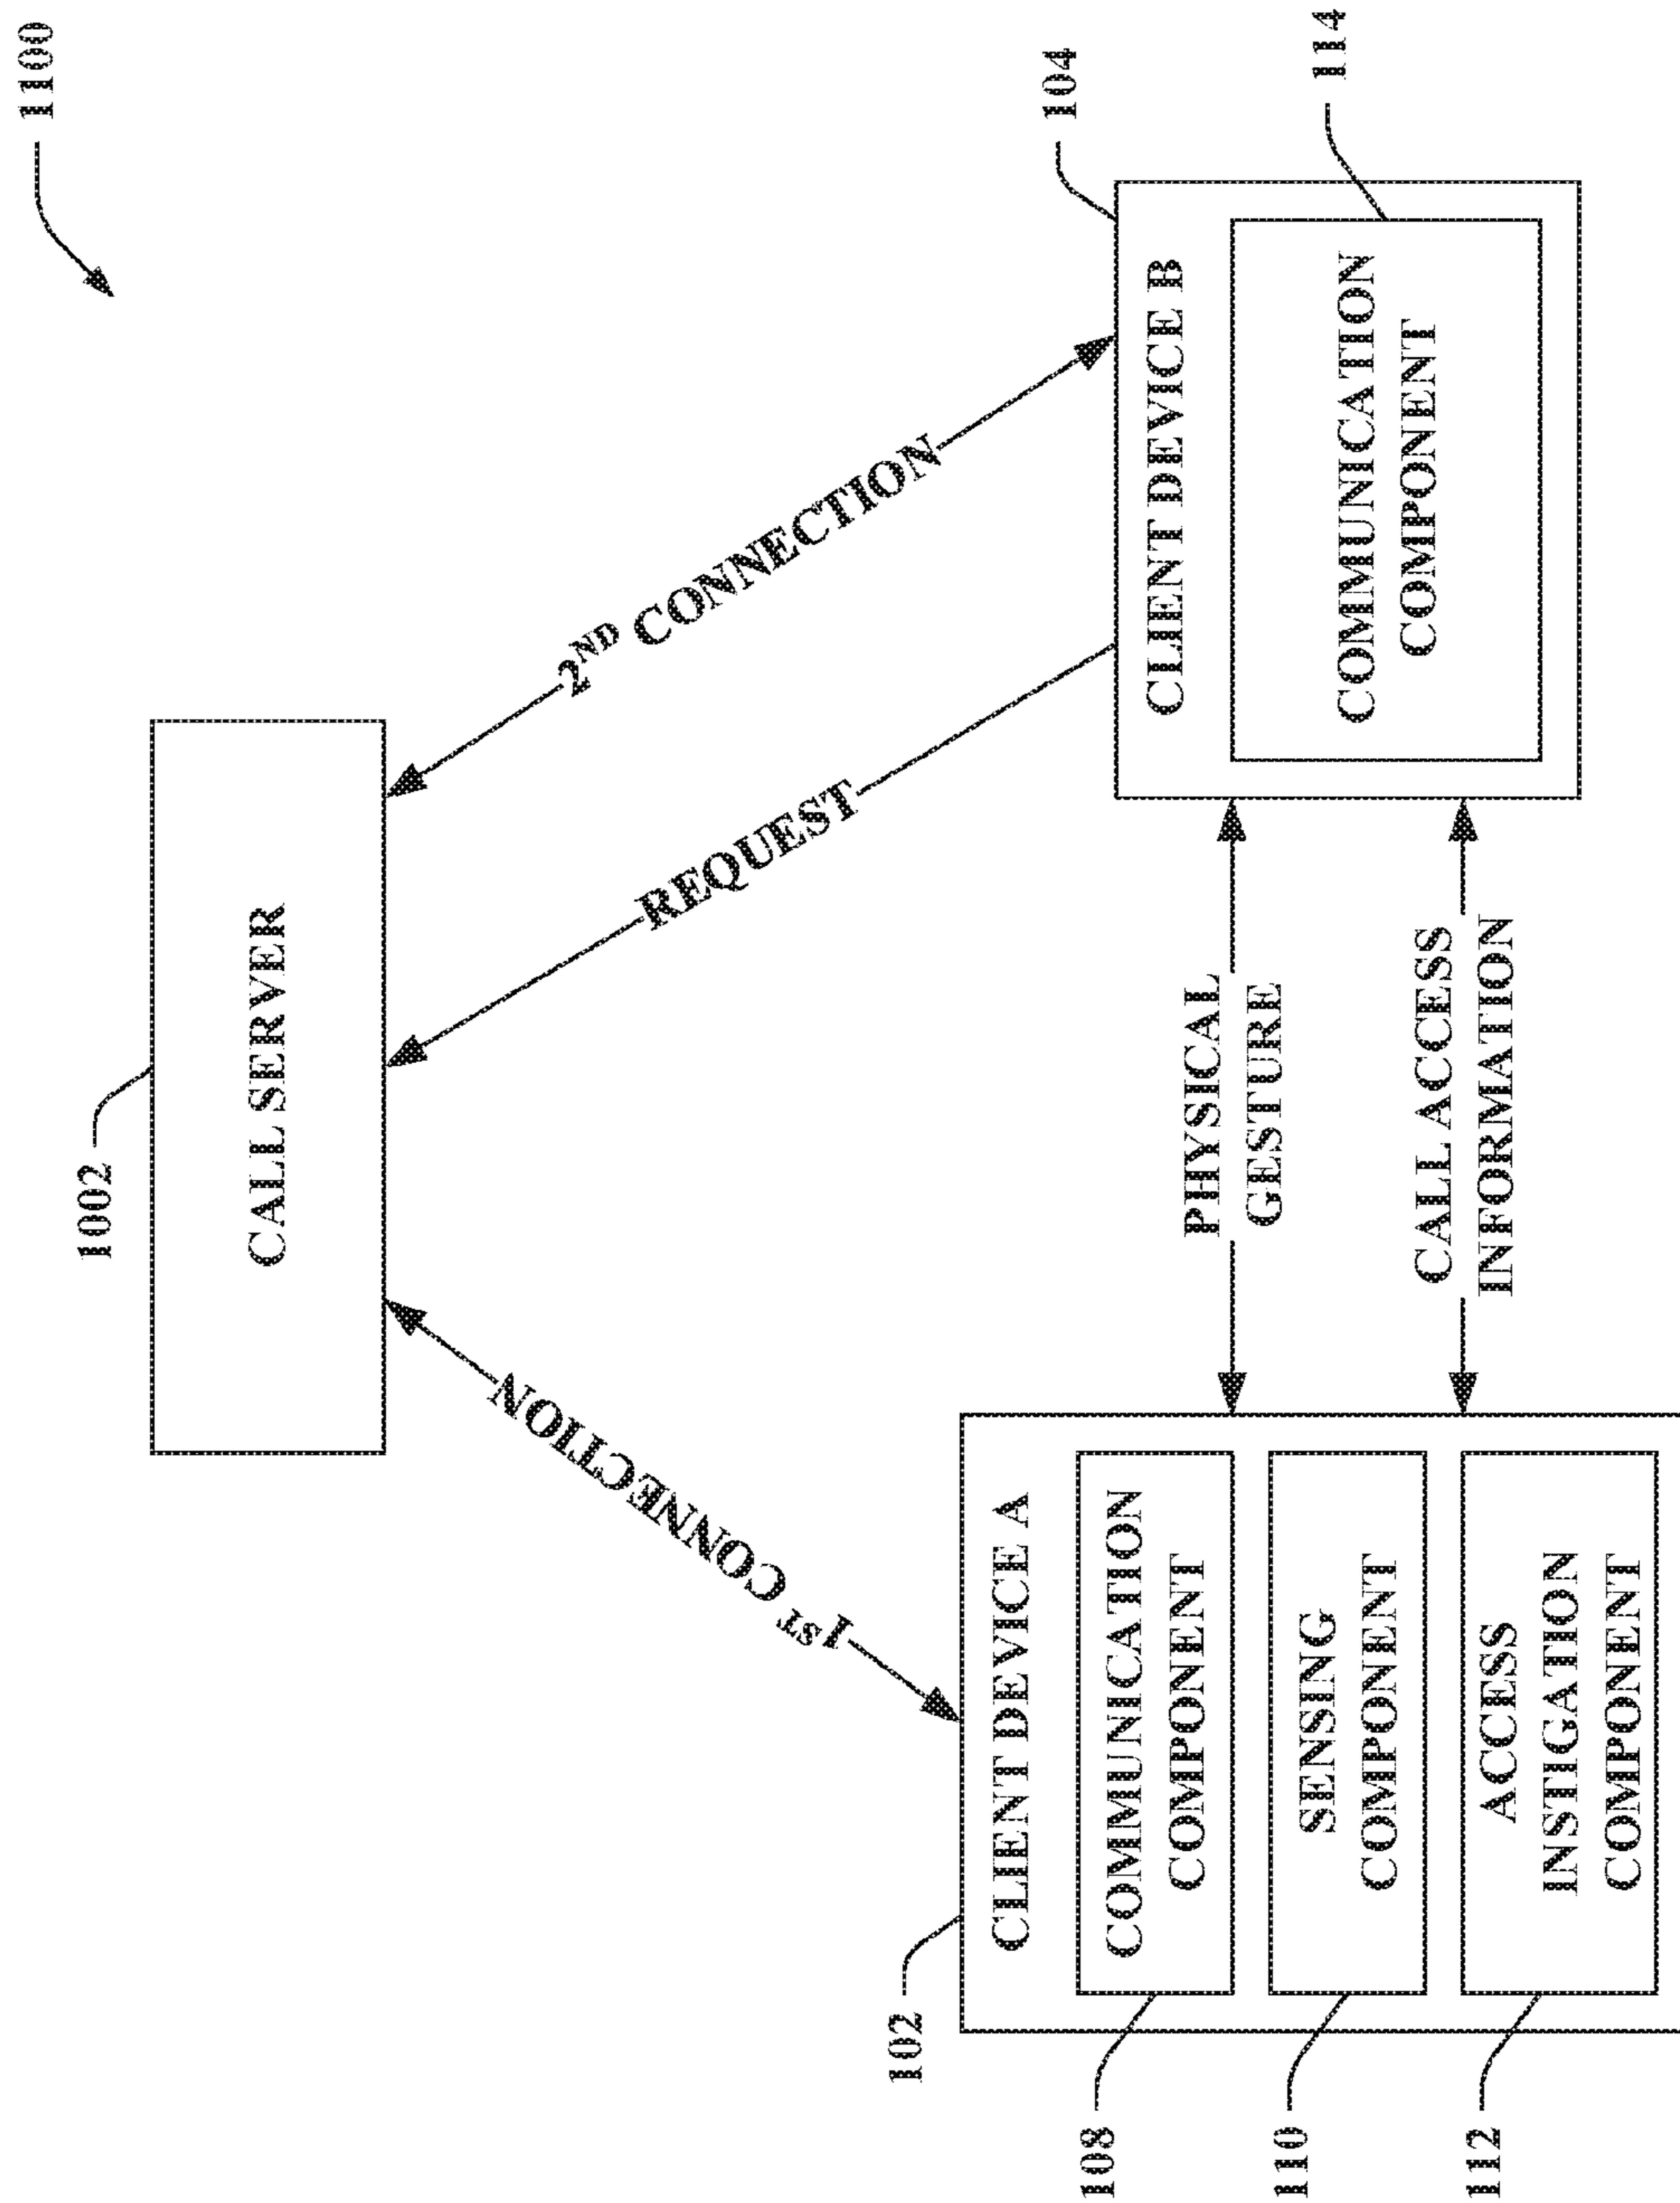 1100
1002
CALL SERVER
1ST CONNECTION
REQUEST
2ND CONNECTION
102
CLIENT DEVICE A
108
COMMUNICATION
COMPONENT
110
SENSING
COMPONENT
112
ACCESS
INSTIGATION
COMPONENT
PHYSICAL
GESTURE
CALL ACCESS
INFORMATION
104
CLIENT DEVICE B
114
COMMUNICATION
COMPONENT